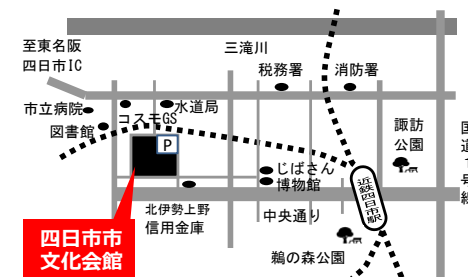 至東名阪
四日市IC
三滝川
税務署
消防署
市立病院
水道局
コスモGS
図書館
P
諏訪
公園
じばさん
博物館
近鉄四日市駅
北伊勢上野
信用金庫
中央通り
鵜の森公園
四日市市
文化会館